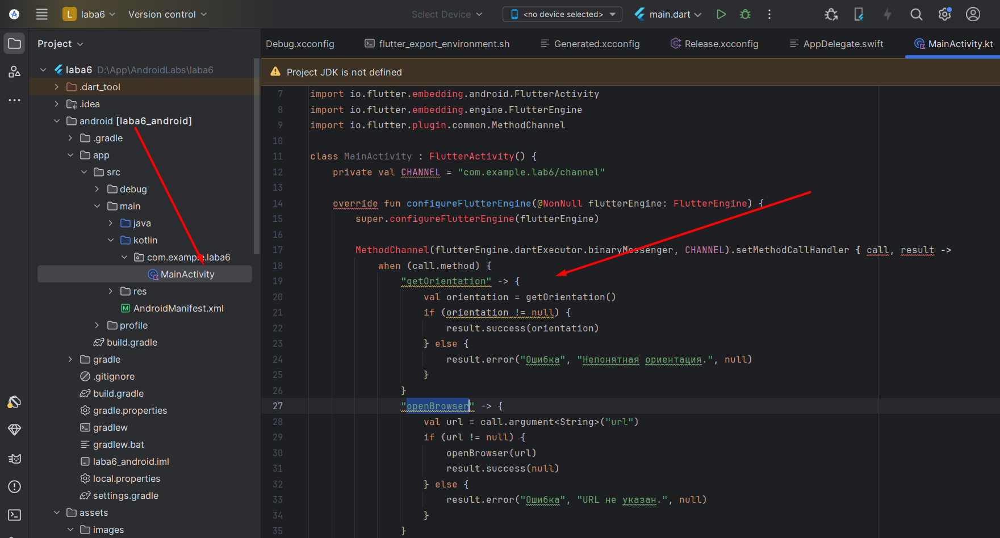 L laba6 Version control Select Device <no device selected> main.dart
Project
Debug.xcconfig flutter_export_environment.sh Generated.xcconfig Release.xcconfig AppDelegate.swift MainActivity.kt
Project JDK is not defined
laba6 D:\App\AndroidLabs\laba6
.dart_tool
.idea
android [laba6_android]
.gradle
app
src
debug
main
java
kotlin
com.example.laba6
MainActivity
res
AndroidManifest.xml
profile
build.gradle
gradle
.gitignore
build.gradle
gradle.properties
gradlew
gradlew.bat
laba6_android.iml
local.properties
settings.gradle
assets
images
7 import io.flutter.embedding.android.FlutterActivity
8 import io.flutter.embedding.engine.FlutterEngine
9 import io.flutter.plugin.common.MethodChannel
10
11 class MainActivity : FlutterActivity() {
12 private val CHANNEL = "com.example.lab6/channel"
13
14 override fun configureFlutterEngine(@NonNull flutterEngine: FlutterEngine) {
15 super.configureFlutterEngine(flutterEngine)
16
17 MethodChannel(flutterEngine.dartExecutor.binaryMessenger, CHANNEL).setMethodCallHandler { call, result ->
18 when (call.method) {
19 "getOrientation" -> {
20 val orientation = getOrientation()
21 if (orientation != null) {
22 result.success(orientation)
23 } else {
24 result.error("Ошибка", "Непонятная ориентация.", null)
25 }
26 }
27 "openBrowser" -> {
28 val url = call.argument<String>("url")
29 if (url != null) {
30 openBrowser(url)
31 result.success(null)
32 } else {
33 result.error("Ошибка", "URL не указан.", null)
34 }
35 }